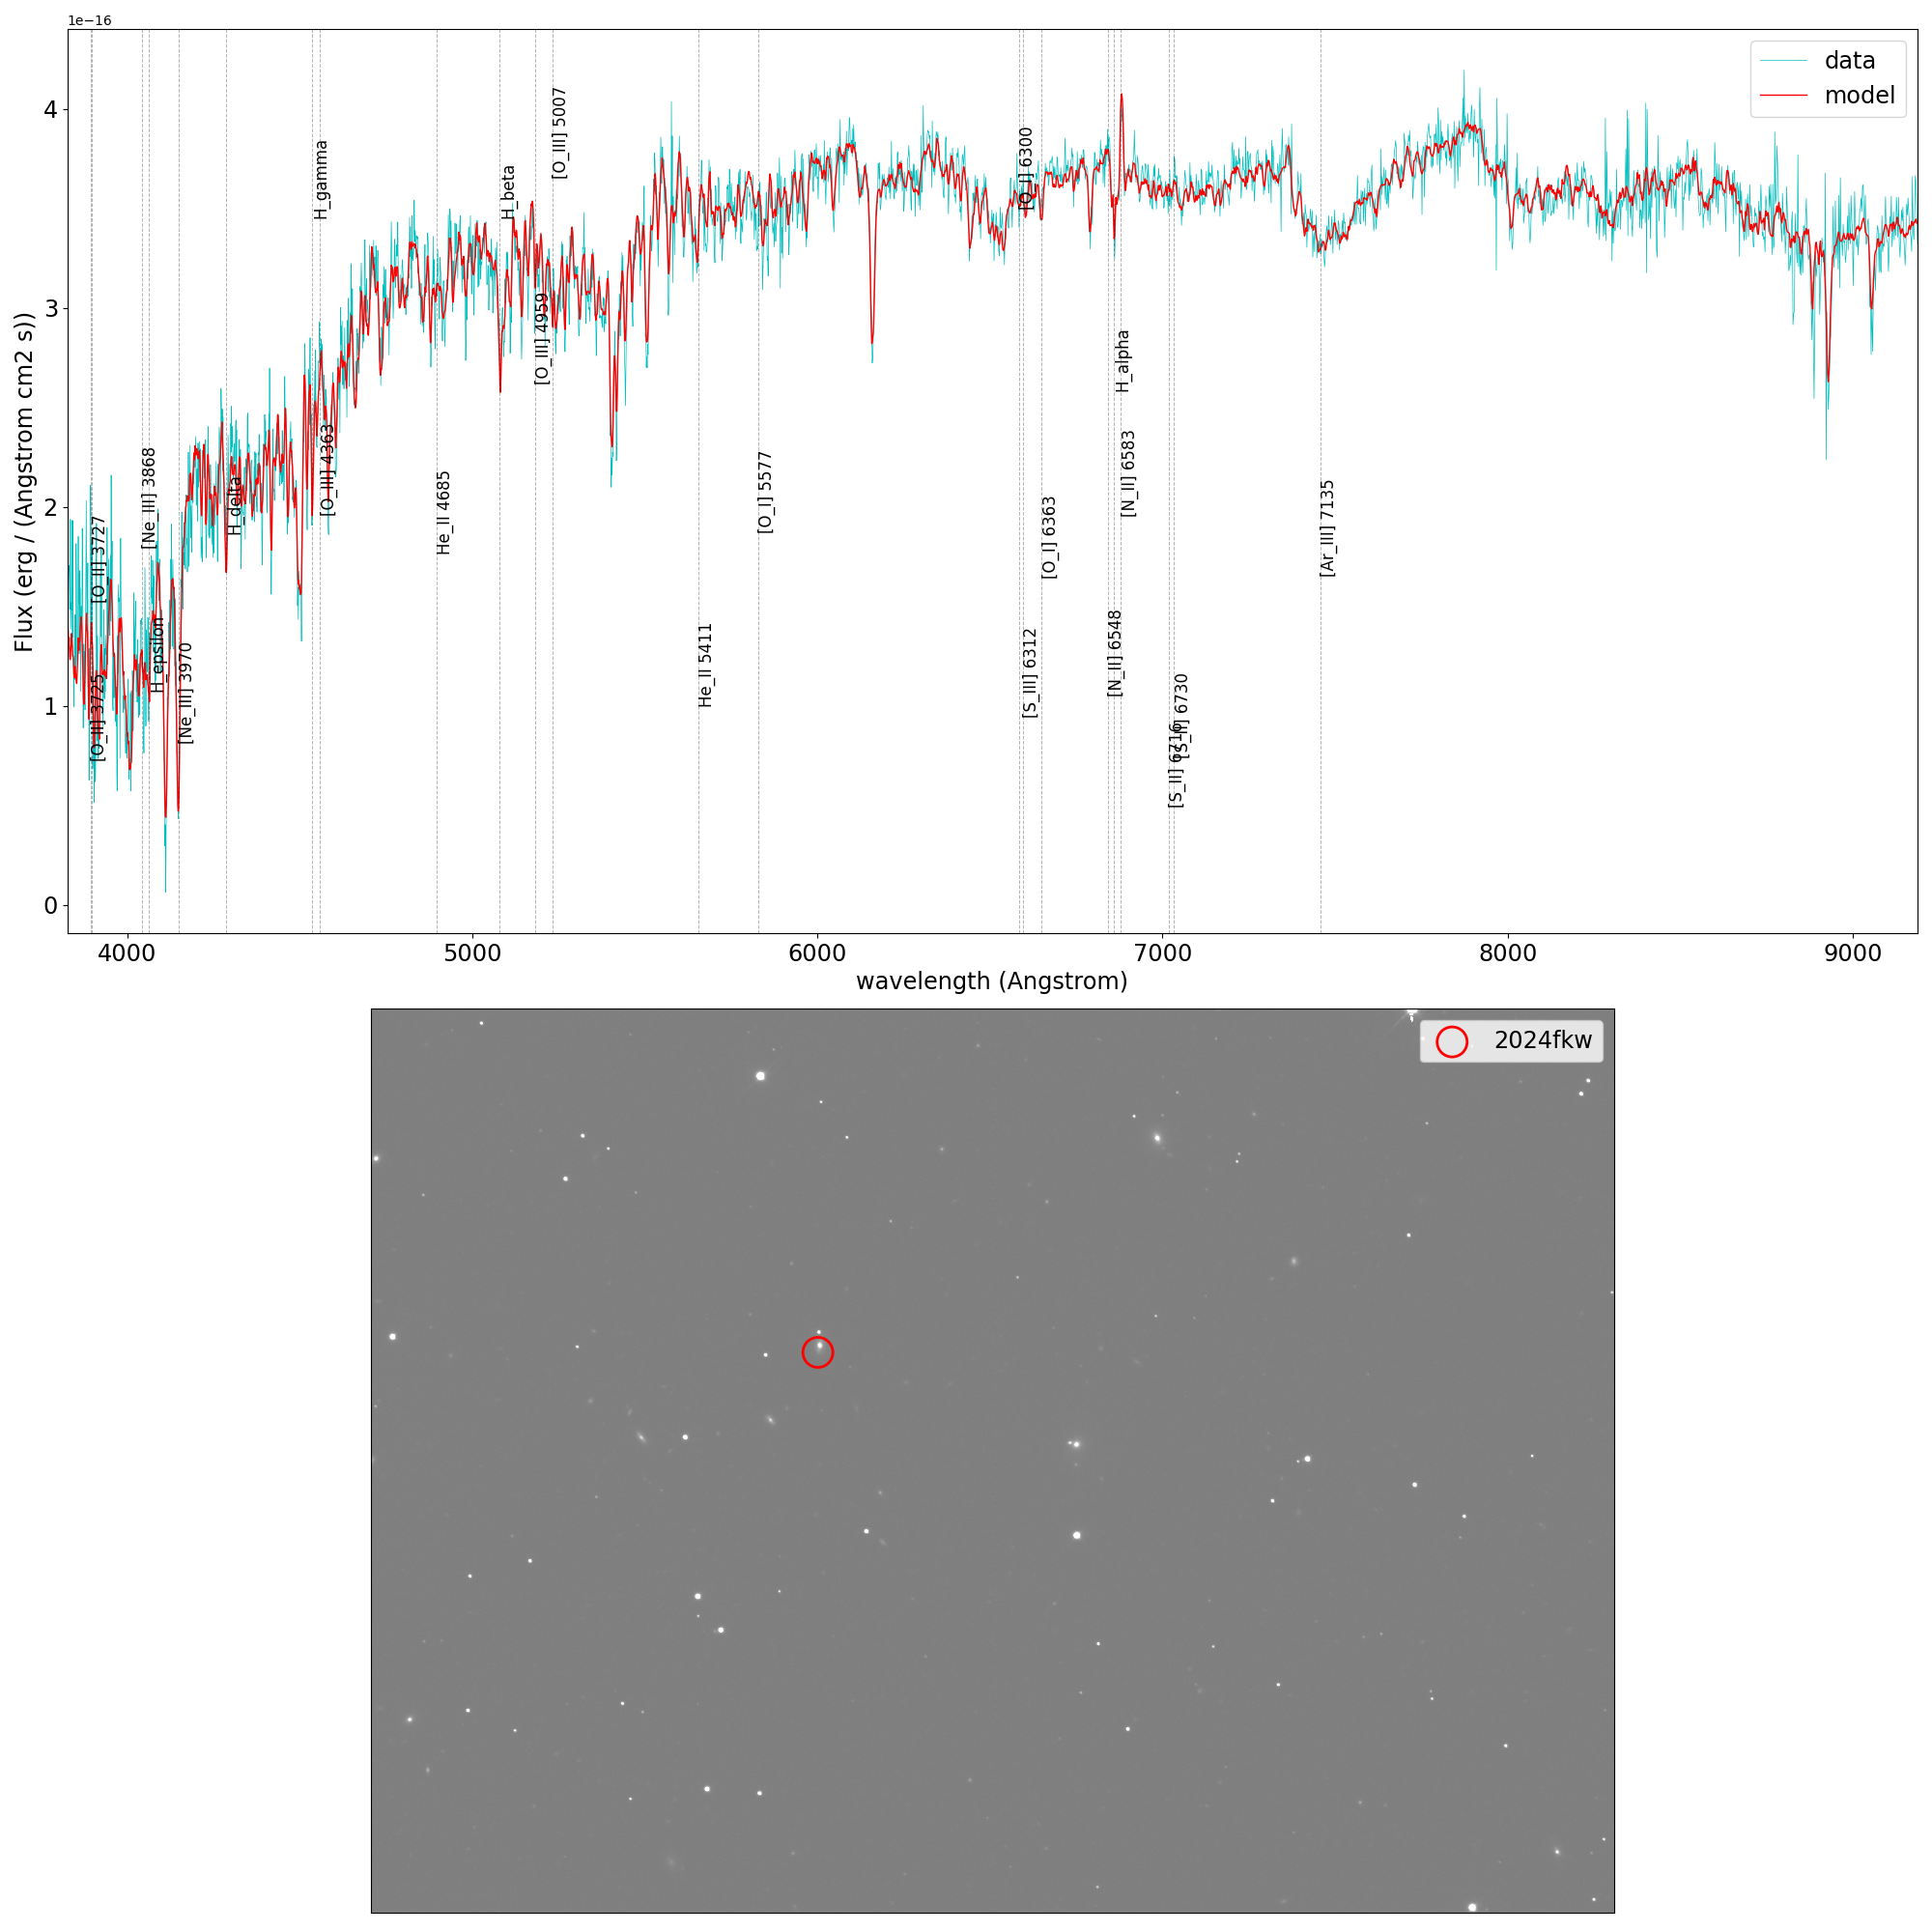 1e−16
data
model
Flux (erg / (Angstrom cm2 s))
4
3
2
1
0
[O_II] 3725
[O_II] 3727
[Ne_III] 3868
H_epsilon
[Ne_III] 3970
H_delta
H_gamma
[O_III] 4363
He_II 4685
H_beta
[O_III] 4959
[O_III] 5007
He_II 5411
[O_I] 5577
[O_I] 6300
[S_III] 6312
[O_I] 6363
[N_II] 6548
H_alpha
[N_II] 6583
[S_II] 6716
[S_II] 6730
[Ar_III] 7135
4000
5000
6000
7000
8000
9000
wavelength (Angstrom)
2024fkw